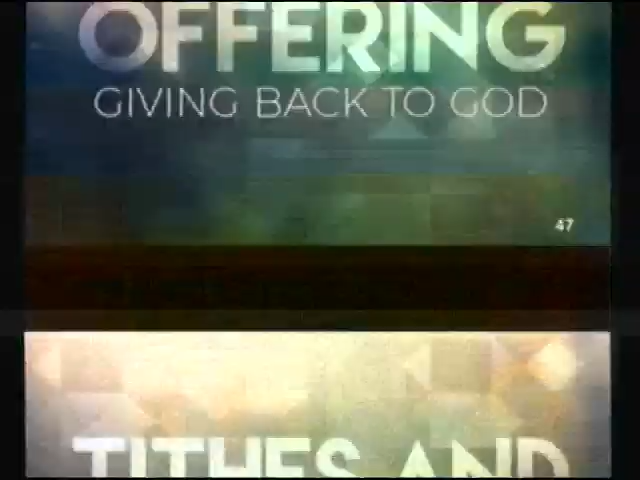 OFFERING
GIVING BACK TO GOD
47
TITHES AND